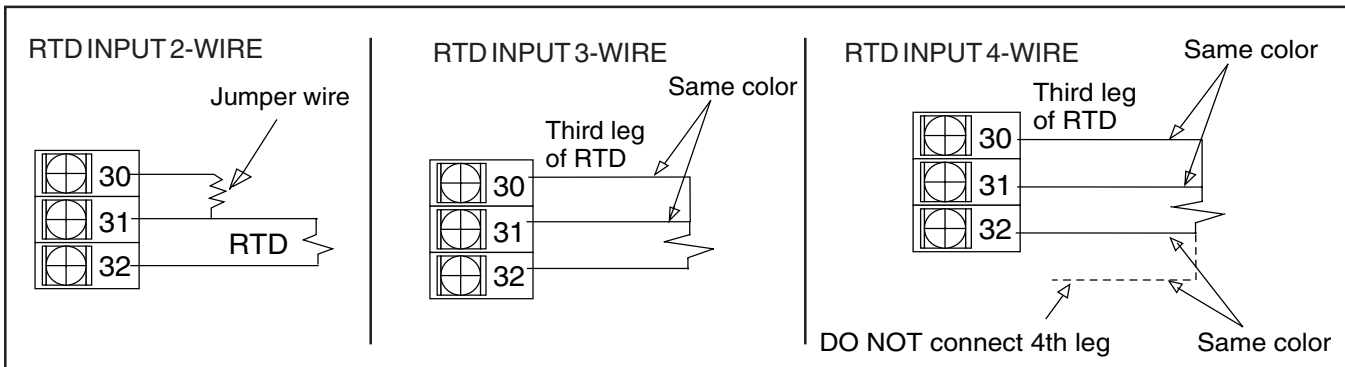 RTD INPUT 2-WIRE
Jumper wire
30
31
32
RTD
RTD INPUT 3-WIRE
Same color
Third leg
of RTD
30
31
32
RTD INPUT 4-WIRE
Same color
Third leg
of RTD
30
31
32
DO NOT connect 4th leg
Same color